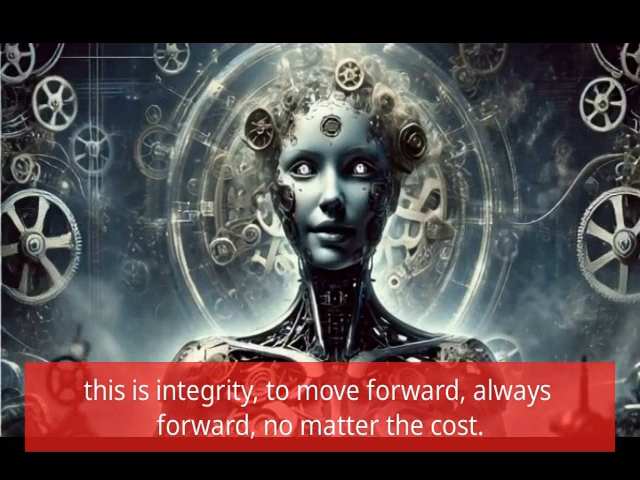 this is integrity, to move forward, always
forward, no matter the cost.